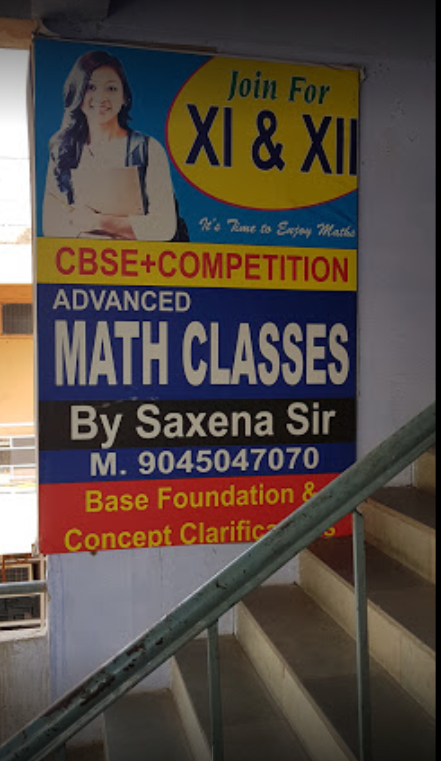 Join For
XI & XII
It's Time to Enjoy Maths
CBSE+COMPETITION
ADVANCED
MATH CLASSES
By Saxena Sir
M. 9045047070
Base Foundation &
Concept